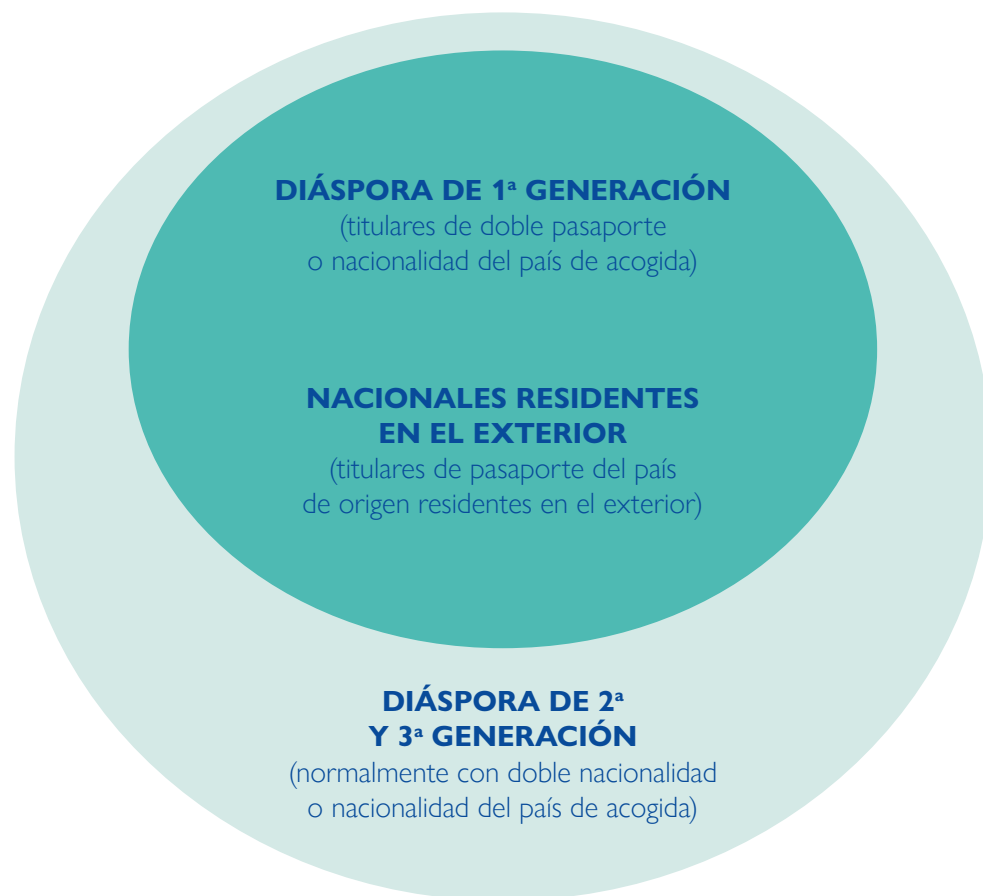 DIÁSPORA DE 1ª GENERACIÓN
(titulares de doble pasaporte
o nacionalidad del país de acogida)
NACIONALES RESIDENTES
EN EL EXTERIOR
(titulares de pasaporte del país
de origen residentes en el exterior)
DIÁSPORA DE 2ª
Y 3ª GENERACIÓN
(normalmente con doble nacionalidad
o nacionalidad del país de acogida)